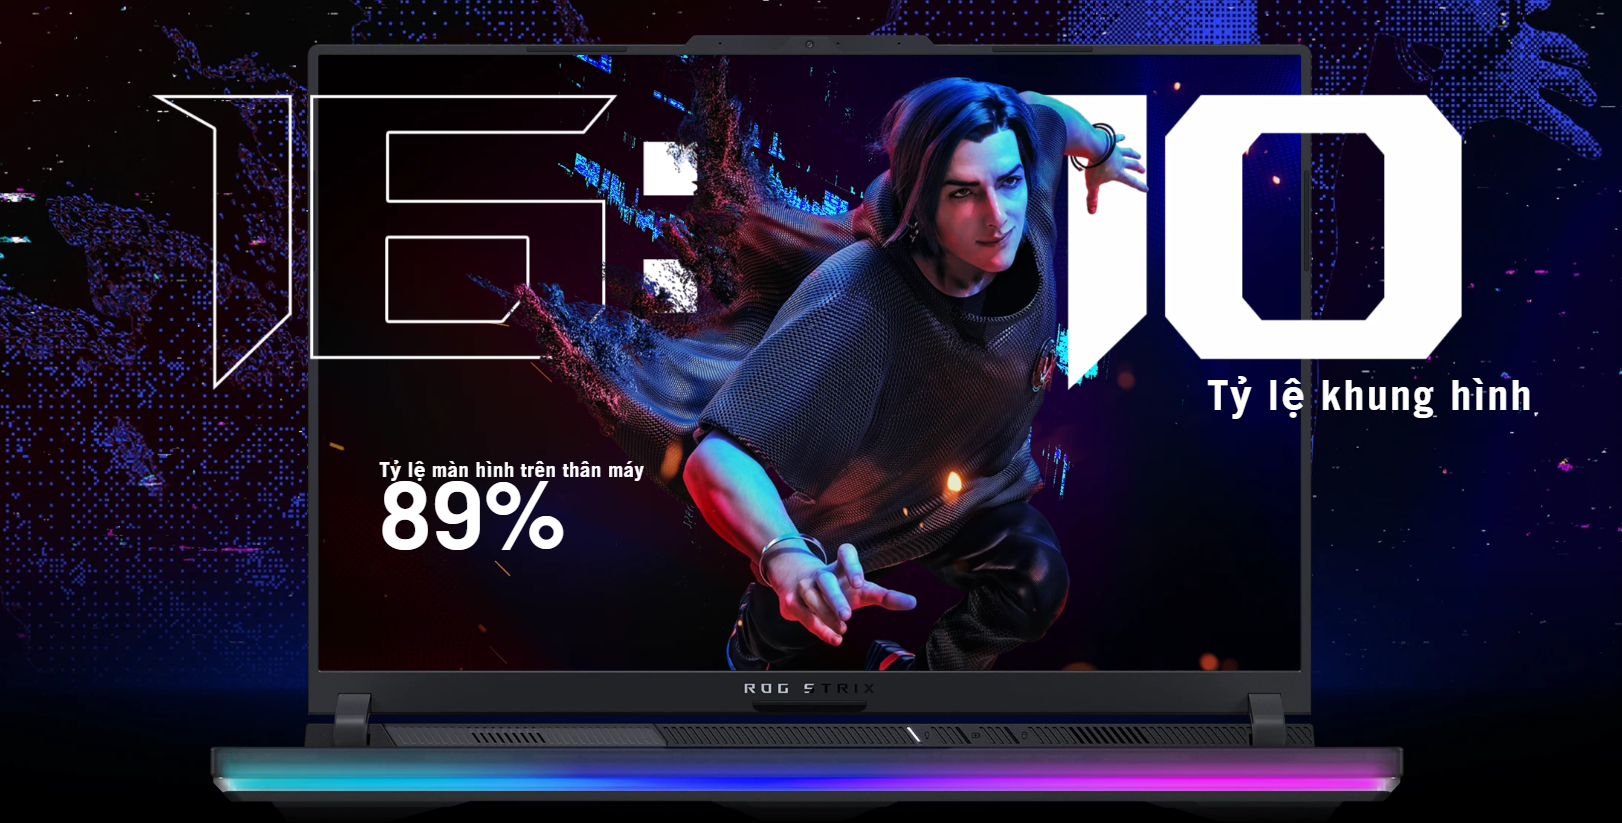 16:10
Tỷ lệ khung hình
Tỷ lệ màn hình trên thân máy
89%
ROG STRIX